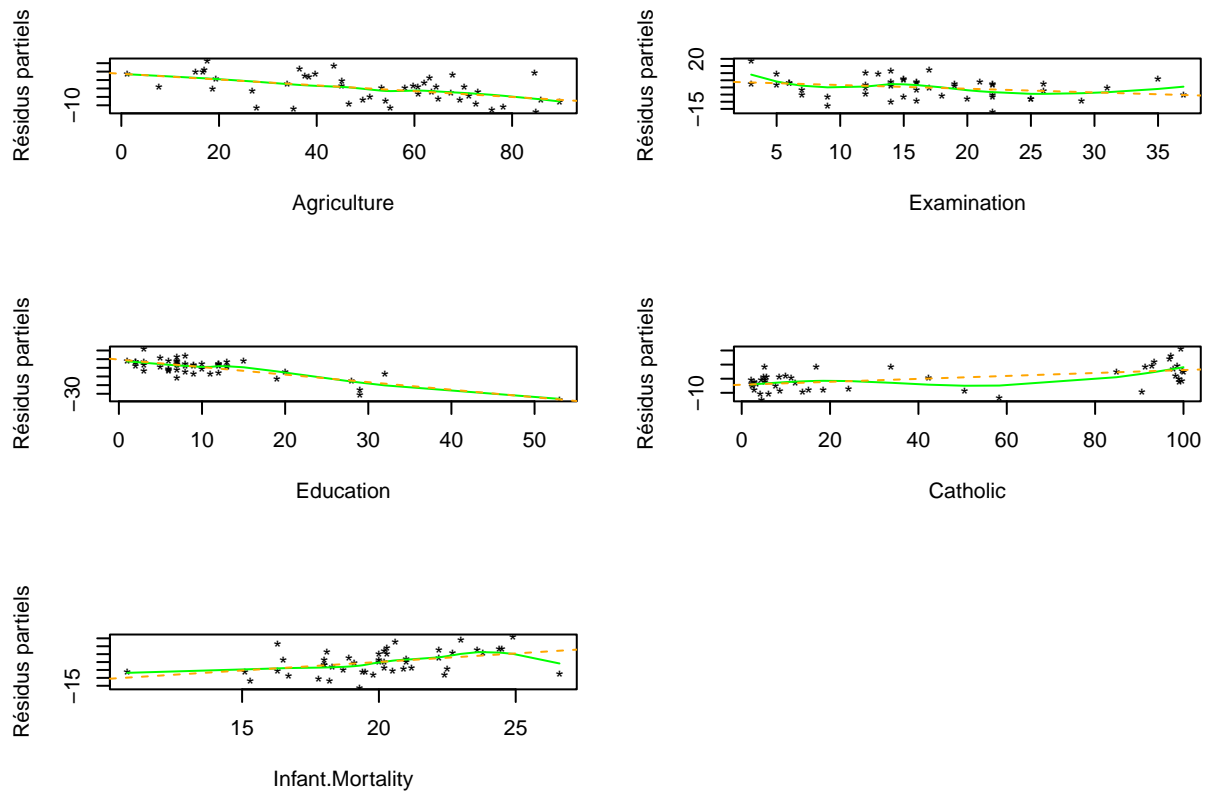 Résidus partiels
-10
0 20 40 60 80
Agriculture
Résidus partiels
20
-15
5 10 15 20 25 30 35
Examination
Résidus partiels
-30
0 10 20 30 40 50
Education
Résidus partiels
-10
0 20 40 60 80 100
Catholic
Résidus partiels
-15
15 20 25
Infant.Mortality